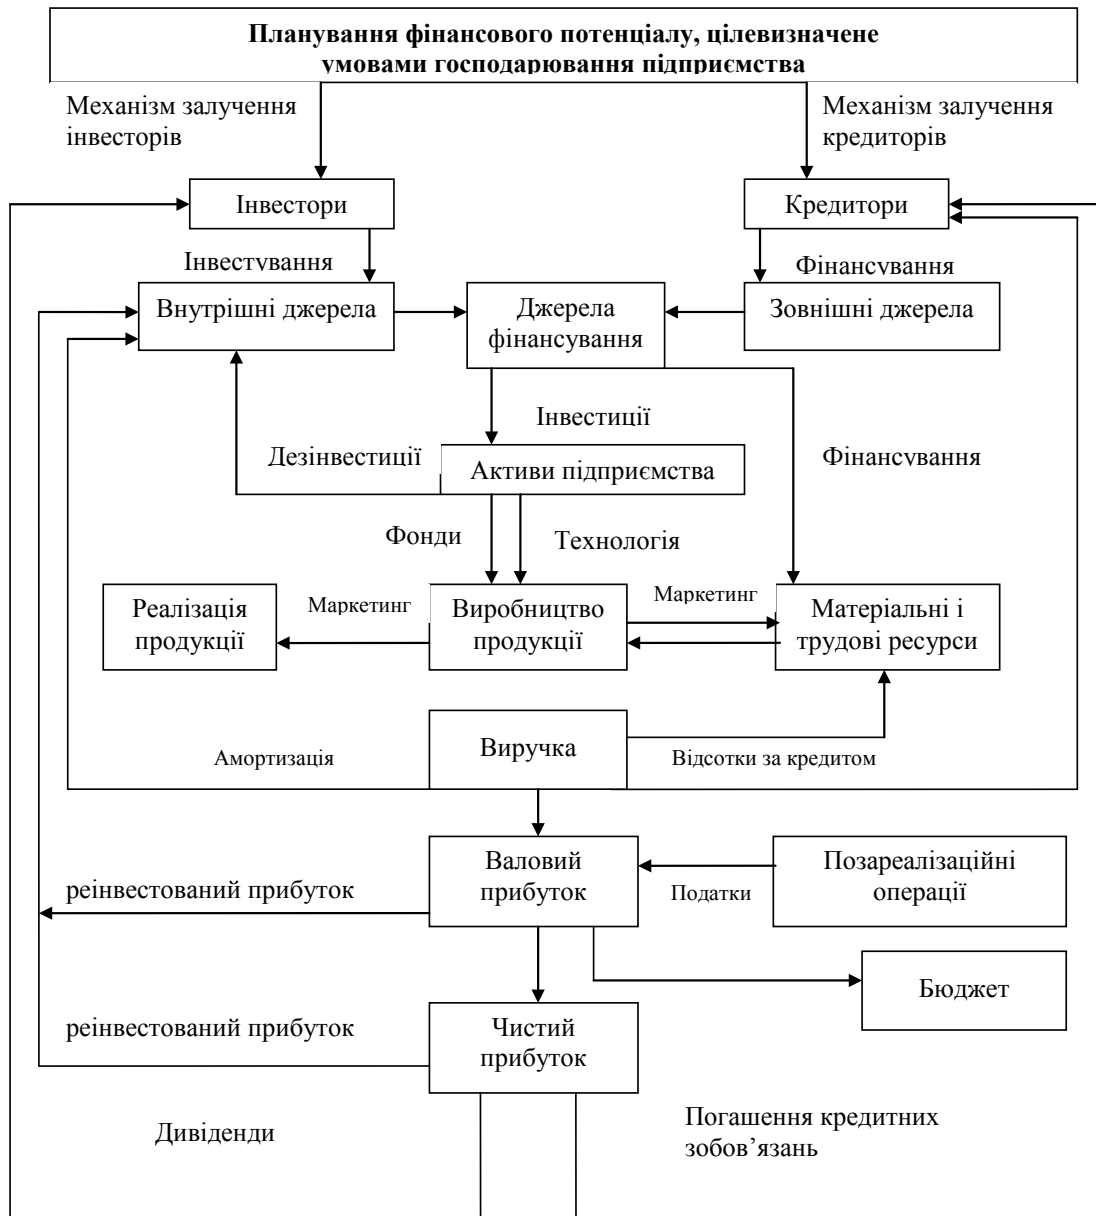 Планування фінансового потенціалу, цілевизначене
умовами господарювання підприємства
Механізм залучення
інвесторів
Механізм залучення
кредиторів
Інвестори
Кредитори
Інвестування
Фінансування
Внутрішні джерела
Джерела
фінансування
Зовнішні джерела
Інвестиції
Дезінвестиції
Активи підприємства
Фінансування
Фонди
Технологія
Реалізація
продукції
Маркетинг
Виробництво
продукції
Маркетинг
Матеріальні і
трудові ресурси
Виручка
Амортизація
Відсотки за кредитом
Валовий
прибуток
Позареалізаційні
операції
реінвестований прибуток
Податки
Бюджет
реінвестований прибуток
Чистий
прибуток
Дивіденди
Погашення кредитних
зобов’язань